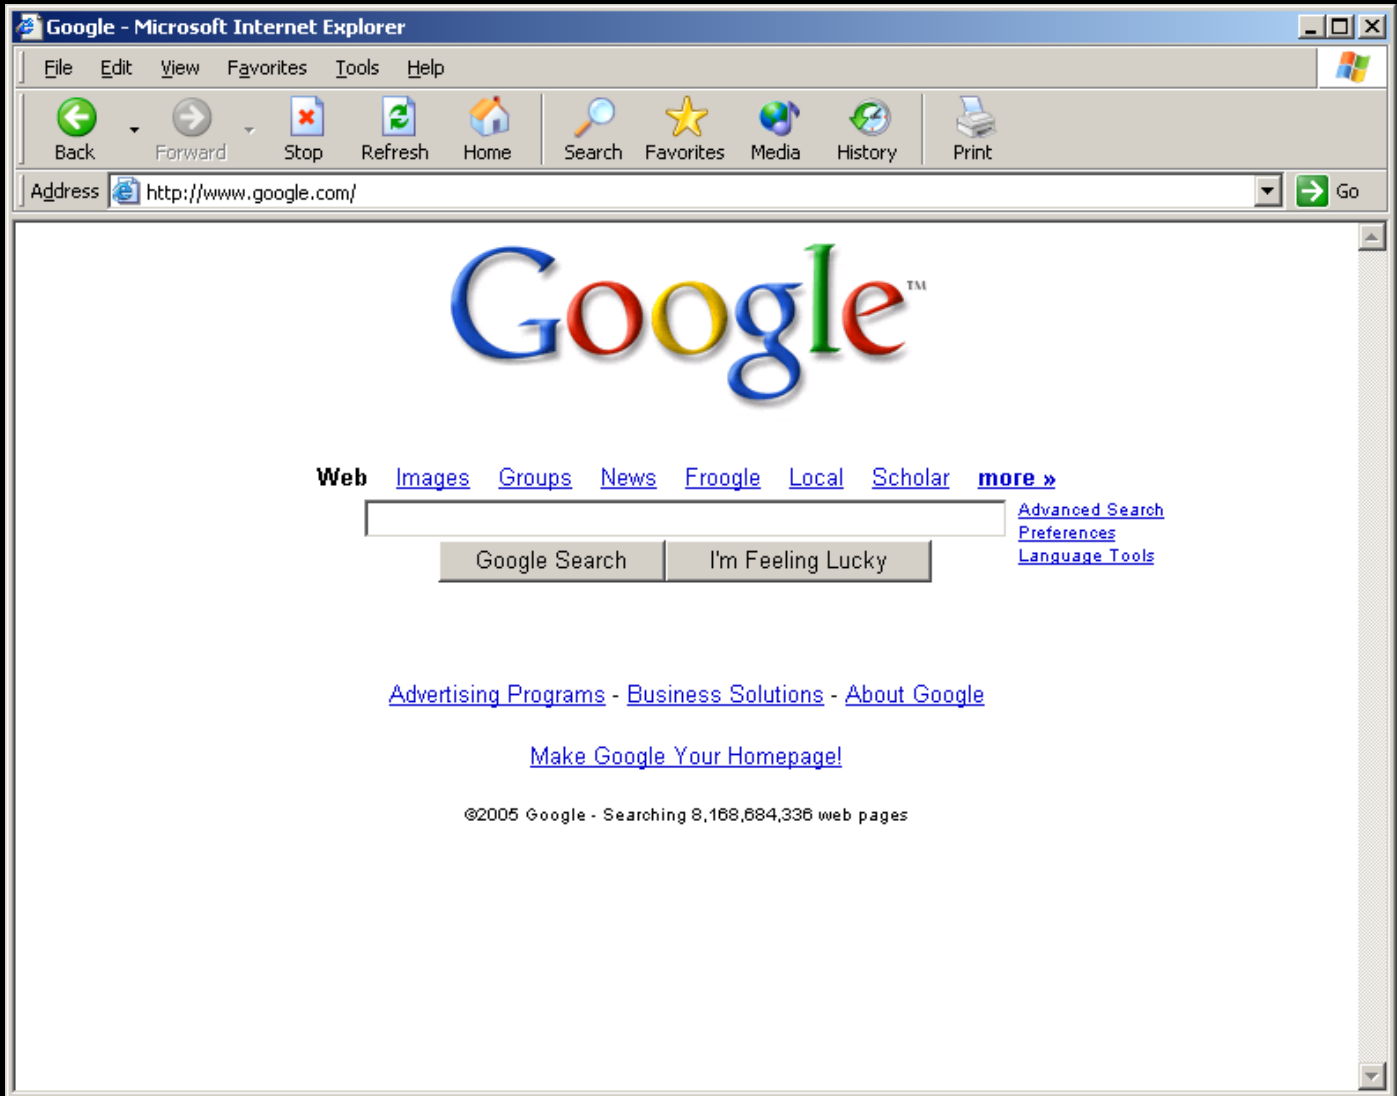 Google - Microsoft Internet Explorer
File Edit View Favorites Tools Help
Back Forward Stop Refresh Home Search Favorites Media History Print
Address http://www.google.com/ Go
Google™
Web Images Groups News Froogle Local Scholar more »
Advanced Search
Preferences
Google Search I'm Feeling Lucky Language Tools
Advertising Programs - Business Solutions - About Google
Make Google Your Homepage!
©2005 Google - Searching 8,168,684,336 web pages